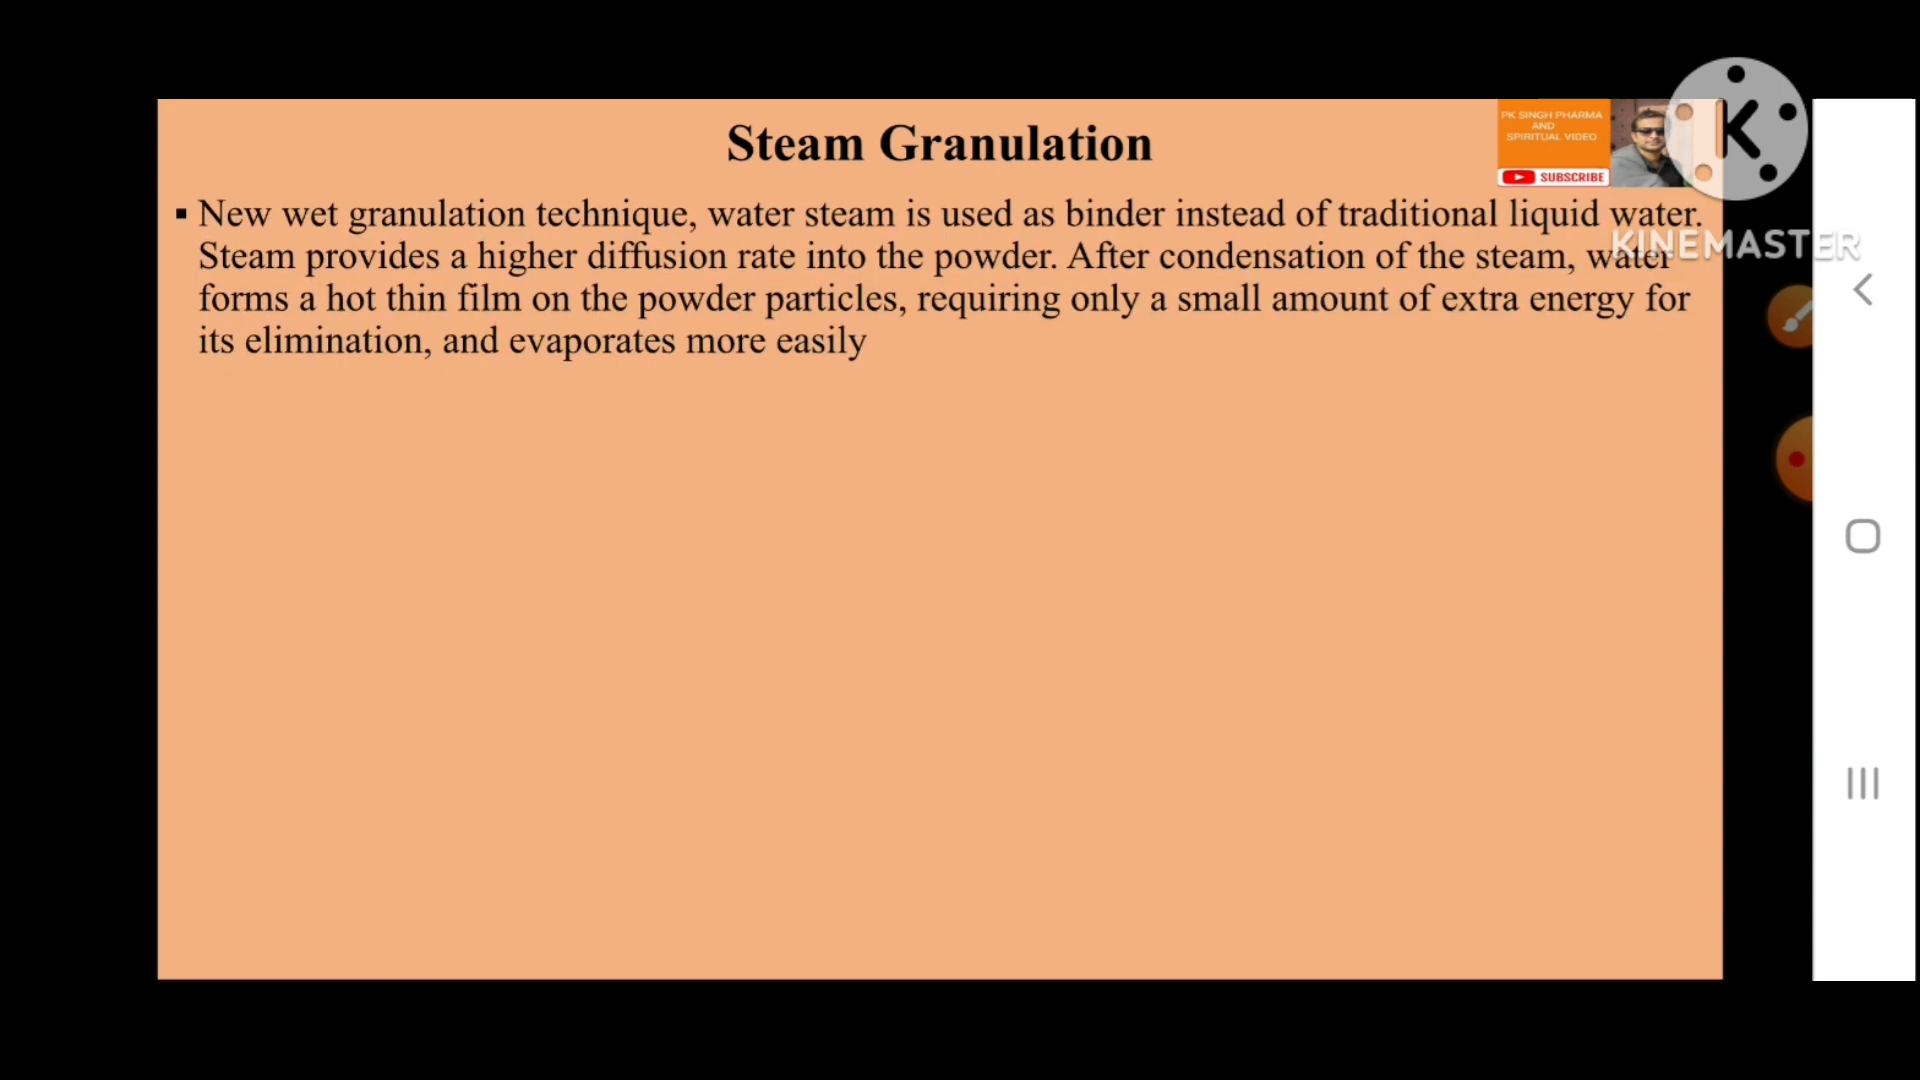 Steam Granulation
PK SINGH PHARMA
AND
SPIRITUAL VIDEO
SUBSCRIBE
K
KINEMASTER
▪ New wet granulation technique, water steam is used as binder instead of traditional liquid water.
Steam provides a higher diffusion rate into the powder. After condensation of the steam, water
forms a hot thin film on the powder particles, requiring only a small amount of extra energy for
its elimination, and evaporates more easily